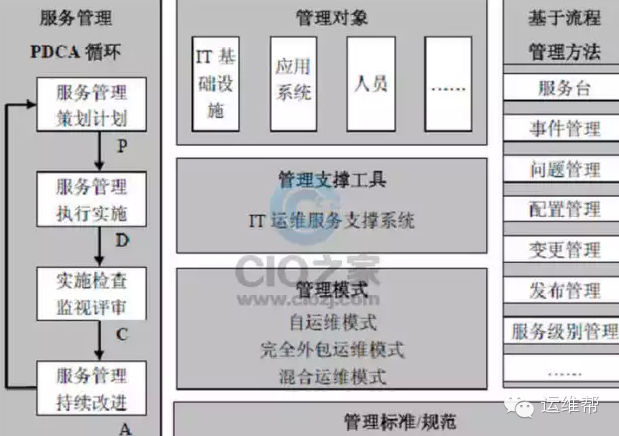 服务管理
PDCA 循环
服务管理
策划计划
P
服务管理
执行实施
D
实施检查
监视评审
C
服务管理
持续改进
A
管理对象
IT 基
础设
施
应用
系统
人员
……
管理支撑工具
IT 运维服务支撑系统
CIO之家
www.ciozj.com
管理模式
自运维模式
完全外包运维模式
混合运维模式
管理标准/规范
基于流程
管理方法
服务台
事件管理
问题管理
配置管理
变更管理
发布管理
服务级别管理
……
运维帮